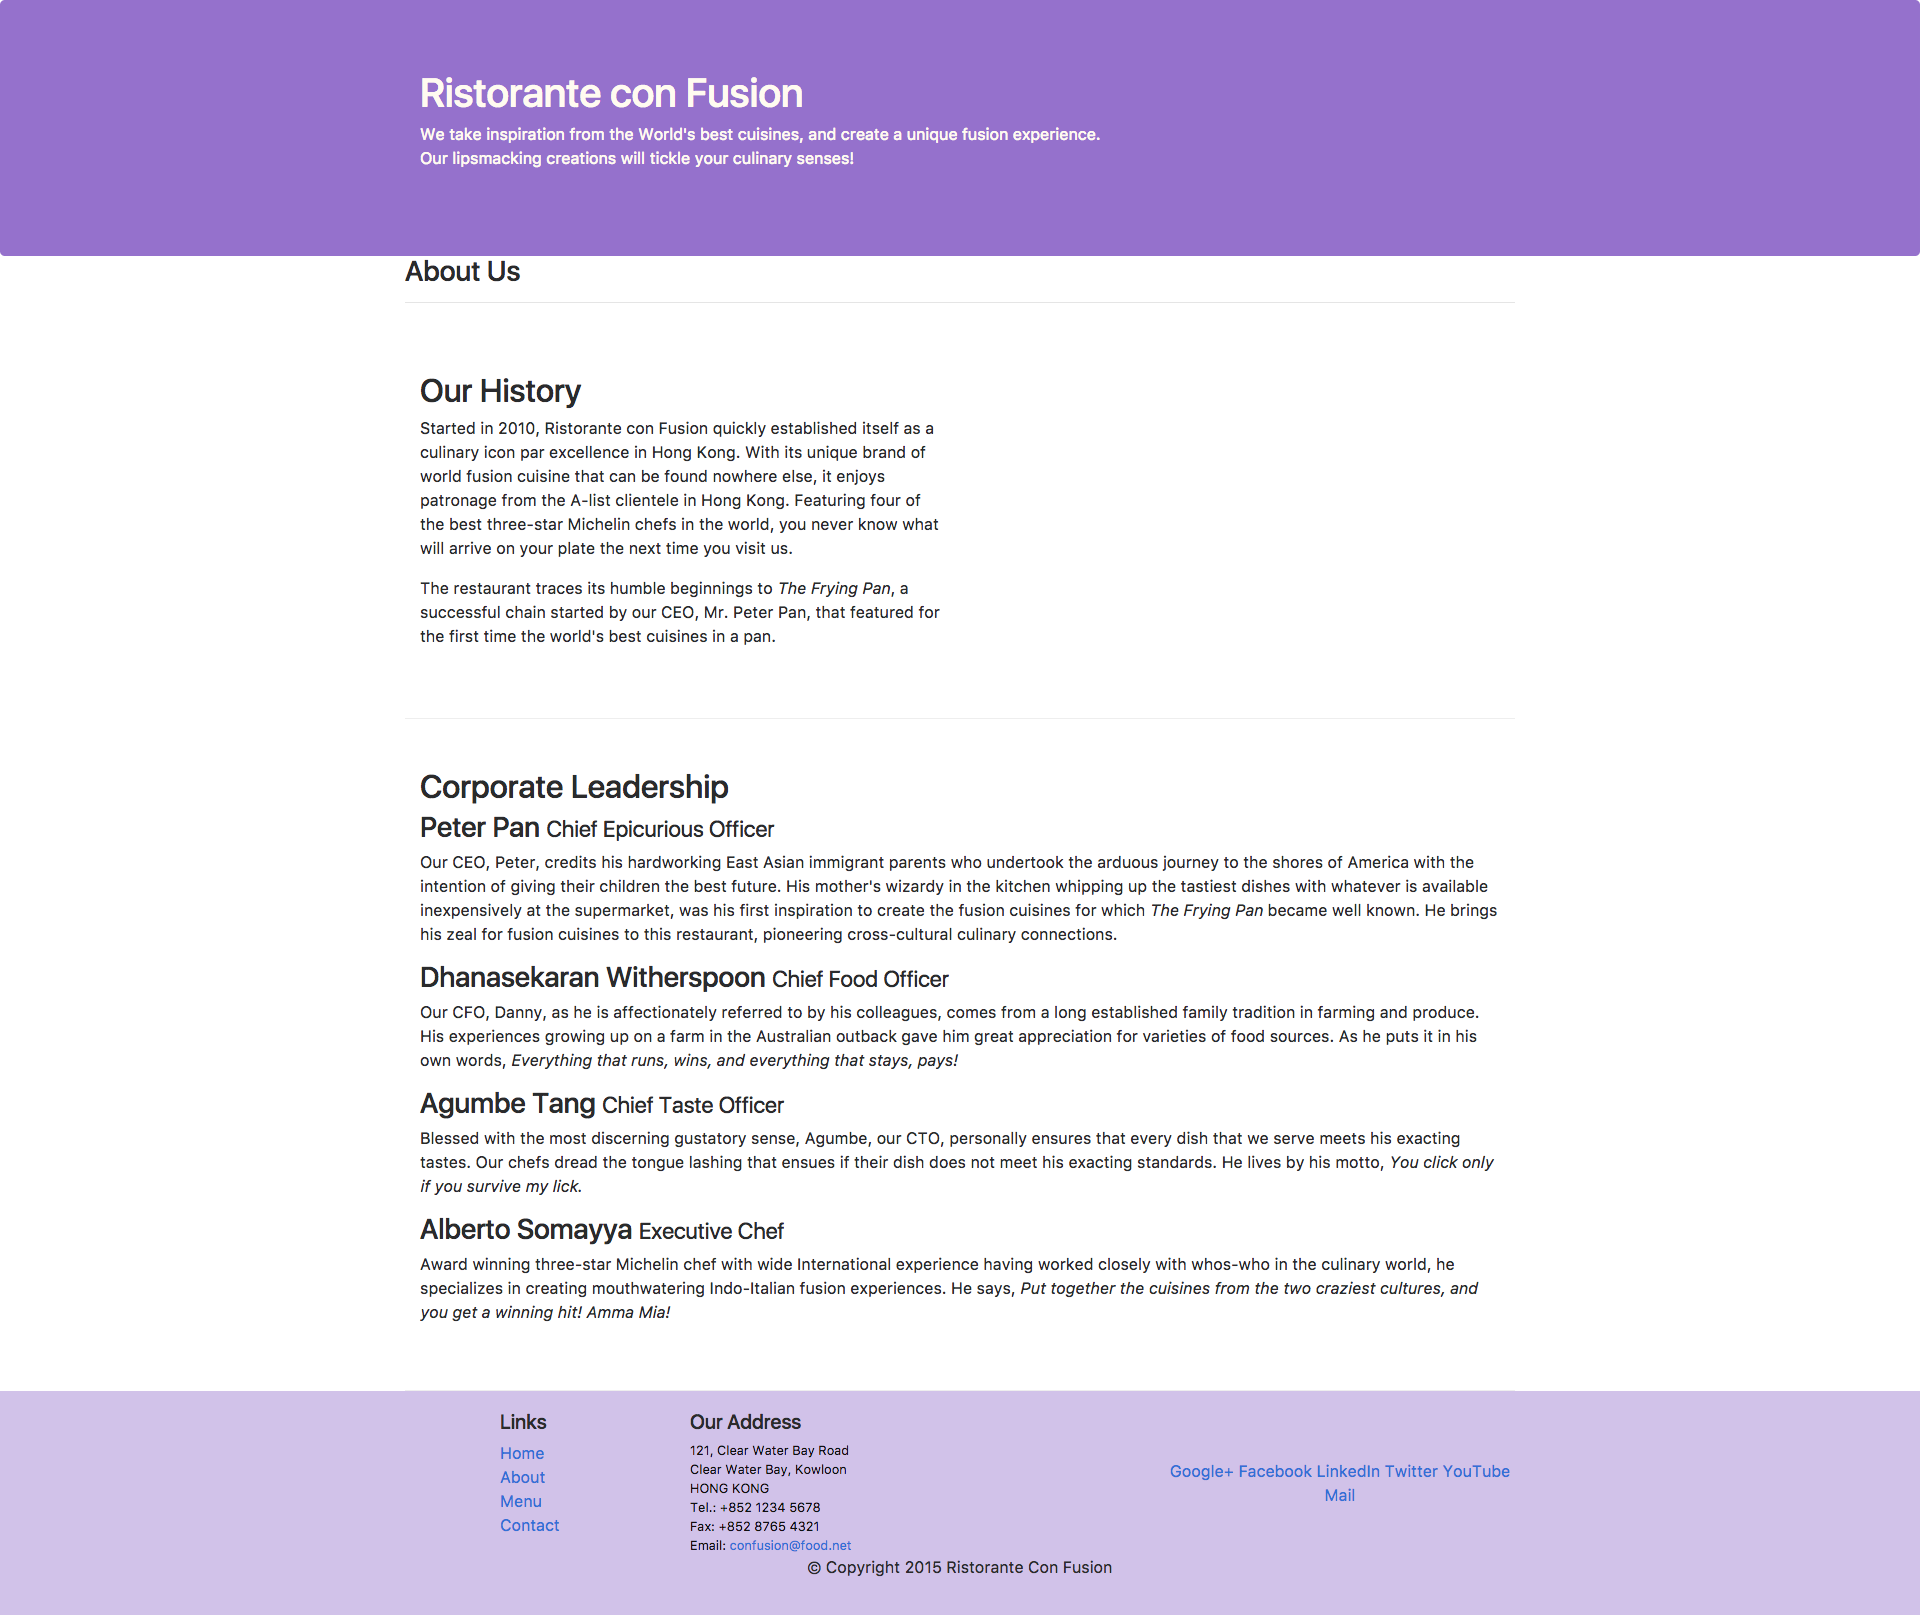 Ristorante con Fusion
We take inspiration from the World's best cuisines, and create a unique fusion experience.
Our lipsmacking creations will tickle your culinary senses!
About Us
Our History
Started in 2010, Ristorante con Fusion quickly established itself as a
culinary icon par excellence in Hong Kong. With its unique brand of
world fusion cuisine that can be found nowhere else, it enjoys
patronage from the A-list clientele in Hong Kong. Featuring four of
the best three-star Michelin chefs in the world, you never know what
will arrive on your plate the next time you visit us.
The restaurant traces its humble beginnings to The Frying Pan, a
successful chain started by our CEO, Mr. Peter Pan, that featured for
the first time the world's best cuisines in a pan.
Corporate Leadership
Peter Pan Chief Epicurious Officer
Our CEO, Peter, credits his hardworking East Asian immigrant parents who undertook the arduous journey to the shores of America with the
intention of giving their children the best future. His mother's wizardy in the kitchen whipping up the tastiest dishes with whatever is available
inexpensively at the supermarket, was his first inspiration to create the fusion cuisines for which The Frying Pan became well known. He brings
his zeal for fusion cuisines to this restaurant, pioneering cross-cultural culinary connections.
Dhanasekaran Witherspoon Chief Food Officer
Our CFO, Danny, as he is affectionately referred to by his colleagues, comes from a long established family tradition in farming and produce.
His experiences growing up on a farm in the Australian outback gave him great appreciation for varieties of food sources. As he puts it in his
own words, Everything that runs, wins, and everything that stays, pays!
Agumbe Tang Chief Taste Officer
Blessed with the most discerning gustatory sense, Agumbe, our CTO, personally ensures that every dish that we serve meets his exacting
tastes. Our chefs dread the tongue lashing that ensues if their dish does not meet his exacting standards. He lives by his motto, You click only
if you survive my lick.
Alberto Somayya Executive Chef
Award winning three-star Michelin chef with wide International experience having worked closely with whos-who in the culinary world, he
specializes in creating mouthwatering Indo-Italian fusion experiences. He says, Put together the cuisines from the two craziest cultures, and
you get a winning hit! Amma Mia!
Links
Home
About
Menu
Contact
Our Address
121, Clear Water Bay Road
Clear Water Bay, Kowloon
HONG KONG
Tel.: +852 1234 5678
Fax: +852 8765 4321
Email: confusion@food.net
Google+ Facebook LinkedIn Twitter YouTube
Mail
© Copyright 2015 Ristorante Con Fusion